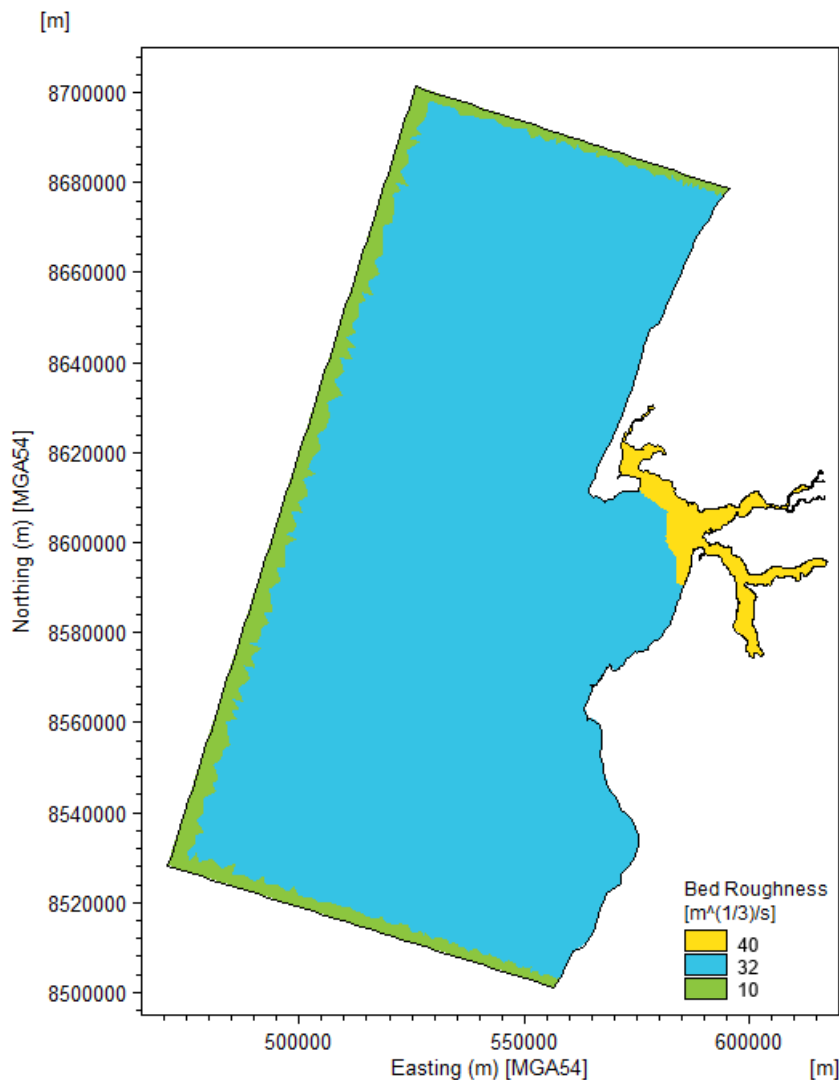 [m]
8700000
8680000
8660000
8640000
8620000
8600000
8580000
8560000
8540000
8520000
8500000
Northing (m) [MGA54]
Bed Roughness
[m^(1/3)/s]
40
32
10
500000 550000 600000
Easting (m) [MGA54] [m]